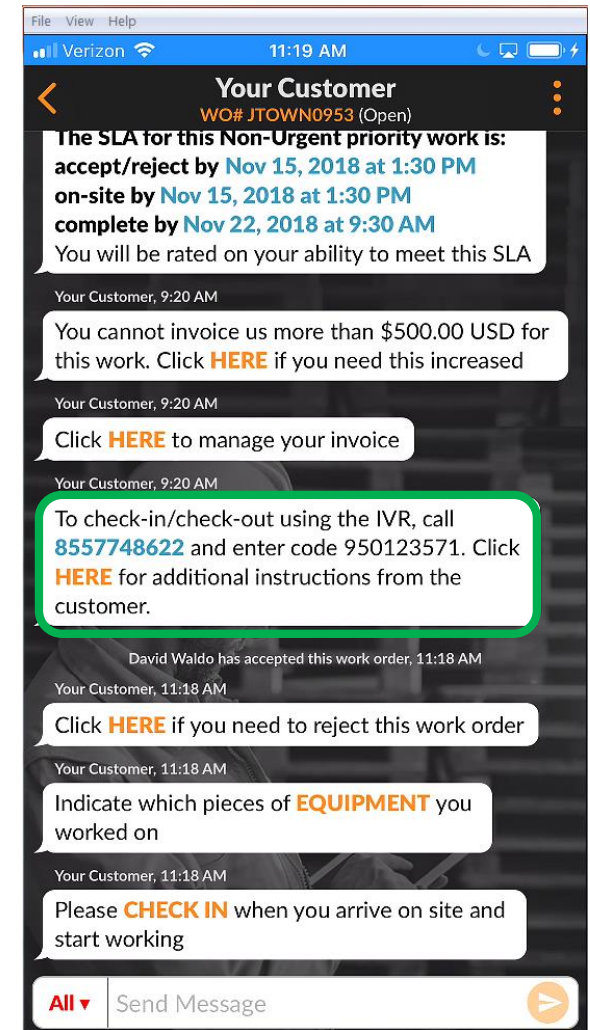 File View Help
Verizon 11:19 AM
Your Customer
WO# JTOWN0953 (Open)
The SLA for this Non-Urgent priority work is:
accept/reject by Nov 15, 2018 at 1:30 PM
on-site by Nov 15, 2018 at 1:30 PM
complete by Nov 22, 2018 at 9:30 AM
You will be rated on your ability to meet this SLA
Your Customer, 9:20 AM
You cannot invoice us more than $500.00 USD for
this work. Click HERE if you need this increased
Your Customer, 9:20 AM
Click HERE to manage your invoice
Your Customer, 9:20 AM
To check-in/check-out using the IVR, call
8557748622 and enter code 950123571. Click
HERE for additional instructions from the
customer.
David Waldo has accepted this work order, 11:18 AM
Your Customer, 11:18 AM
Click HERE if you need to reject this work order
Your Customer, 11:18 AM
Indicate which pieces of EQUIPMENT you
worked on
Your Customer, 11:18 AM
Please CHECK IN when you arrive on site and
start working
All Send Message